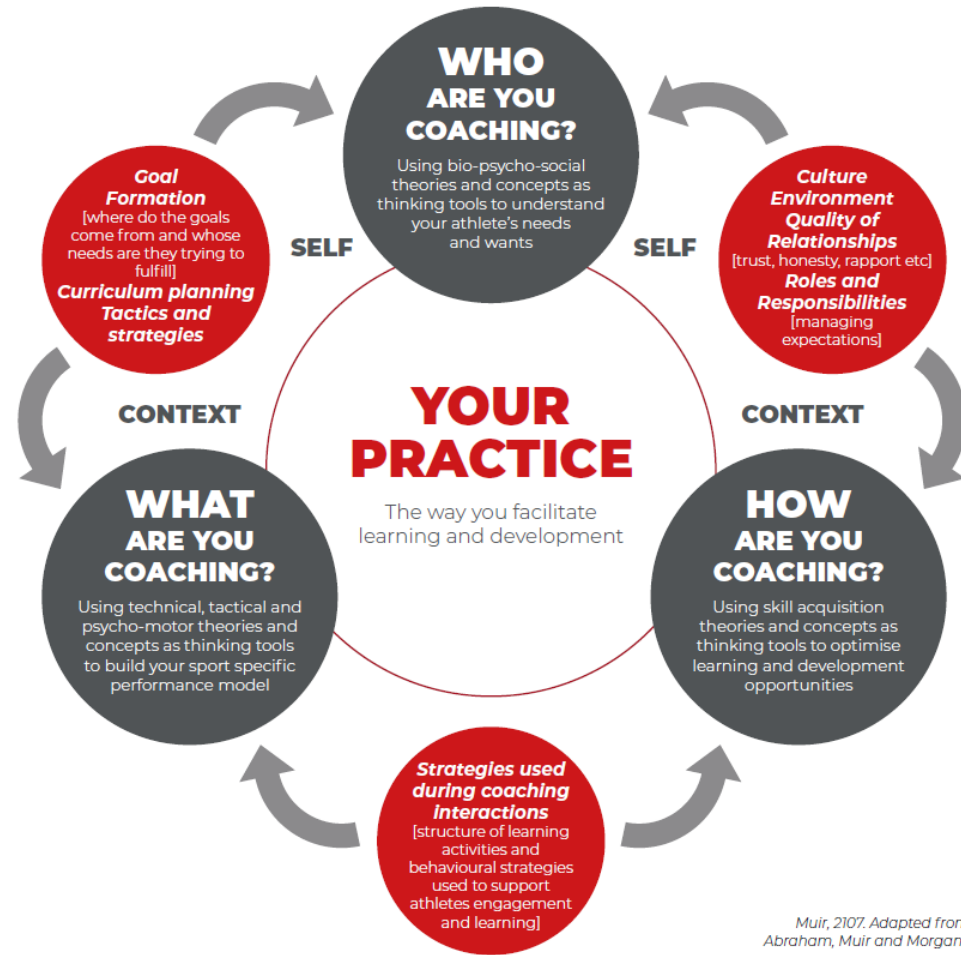 WHO
ARE YOU
COACHING?
Using bio-psycho-social
theories and concepts as
thinking tools to understand
your athlete's needs
and wants
Goal
Formation
[where do the goals
come from and whose
needs are they trying to
fulfill]
Curriculum planning
Tactics and
strategies
SELF
SELF
Culture
Environment
Quality of
Relationships
[trust, honesty, rapport etc]
Roles and
Responsibilities
[managing
expectations]
CONTEXT
YOUR
PRACTICE
The way you facilitate
learning and development
CONTEXT
WHAT
ARE YOU
COACHING?
Using technical, tactical and
psycho-motor theories and
concepts as thinking tools
to build your sport specific
performance model
HOW
ARE YOU
COACHING?
Using skill acquisition
theories and concepts as
thinking tools to optimise
learning and development
opportunities
Strategies used
during coaching
interactions
[structure of learning
activities and
behavioural strategies
used to support
athletes engagement
and learning]
Muir, 2107. Adapted from
Abraham, Muir and Morgan